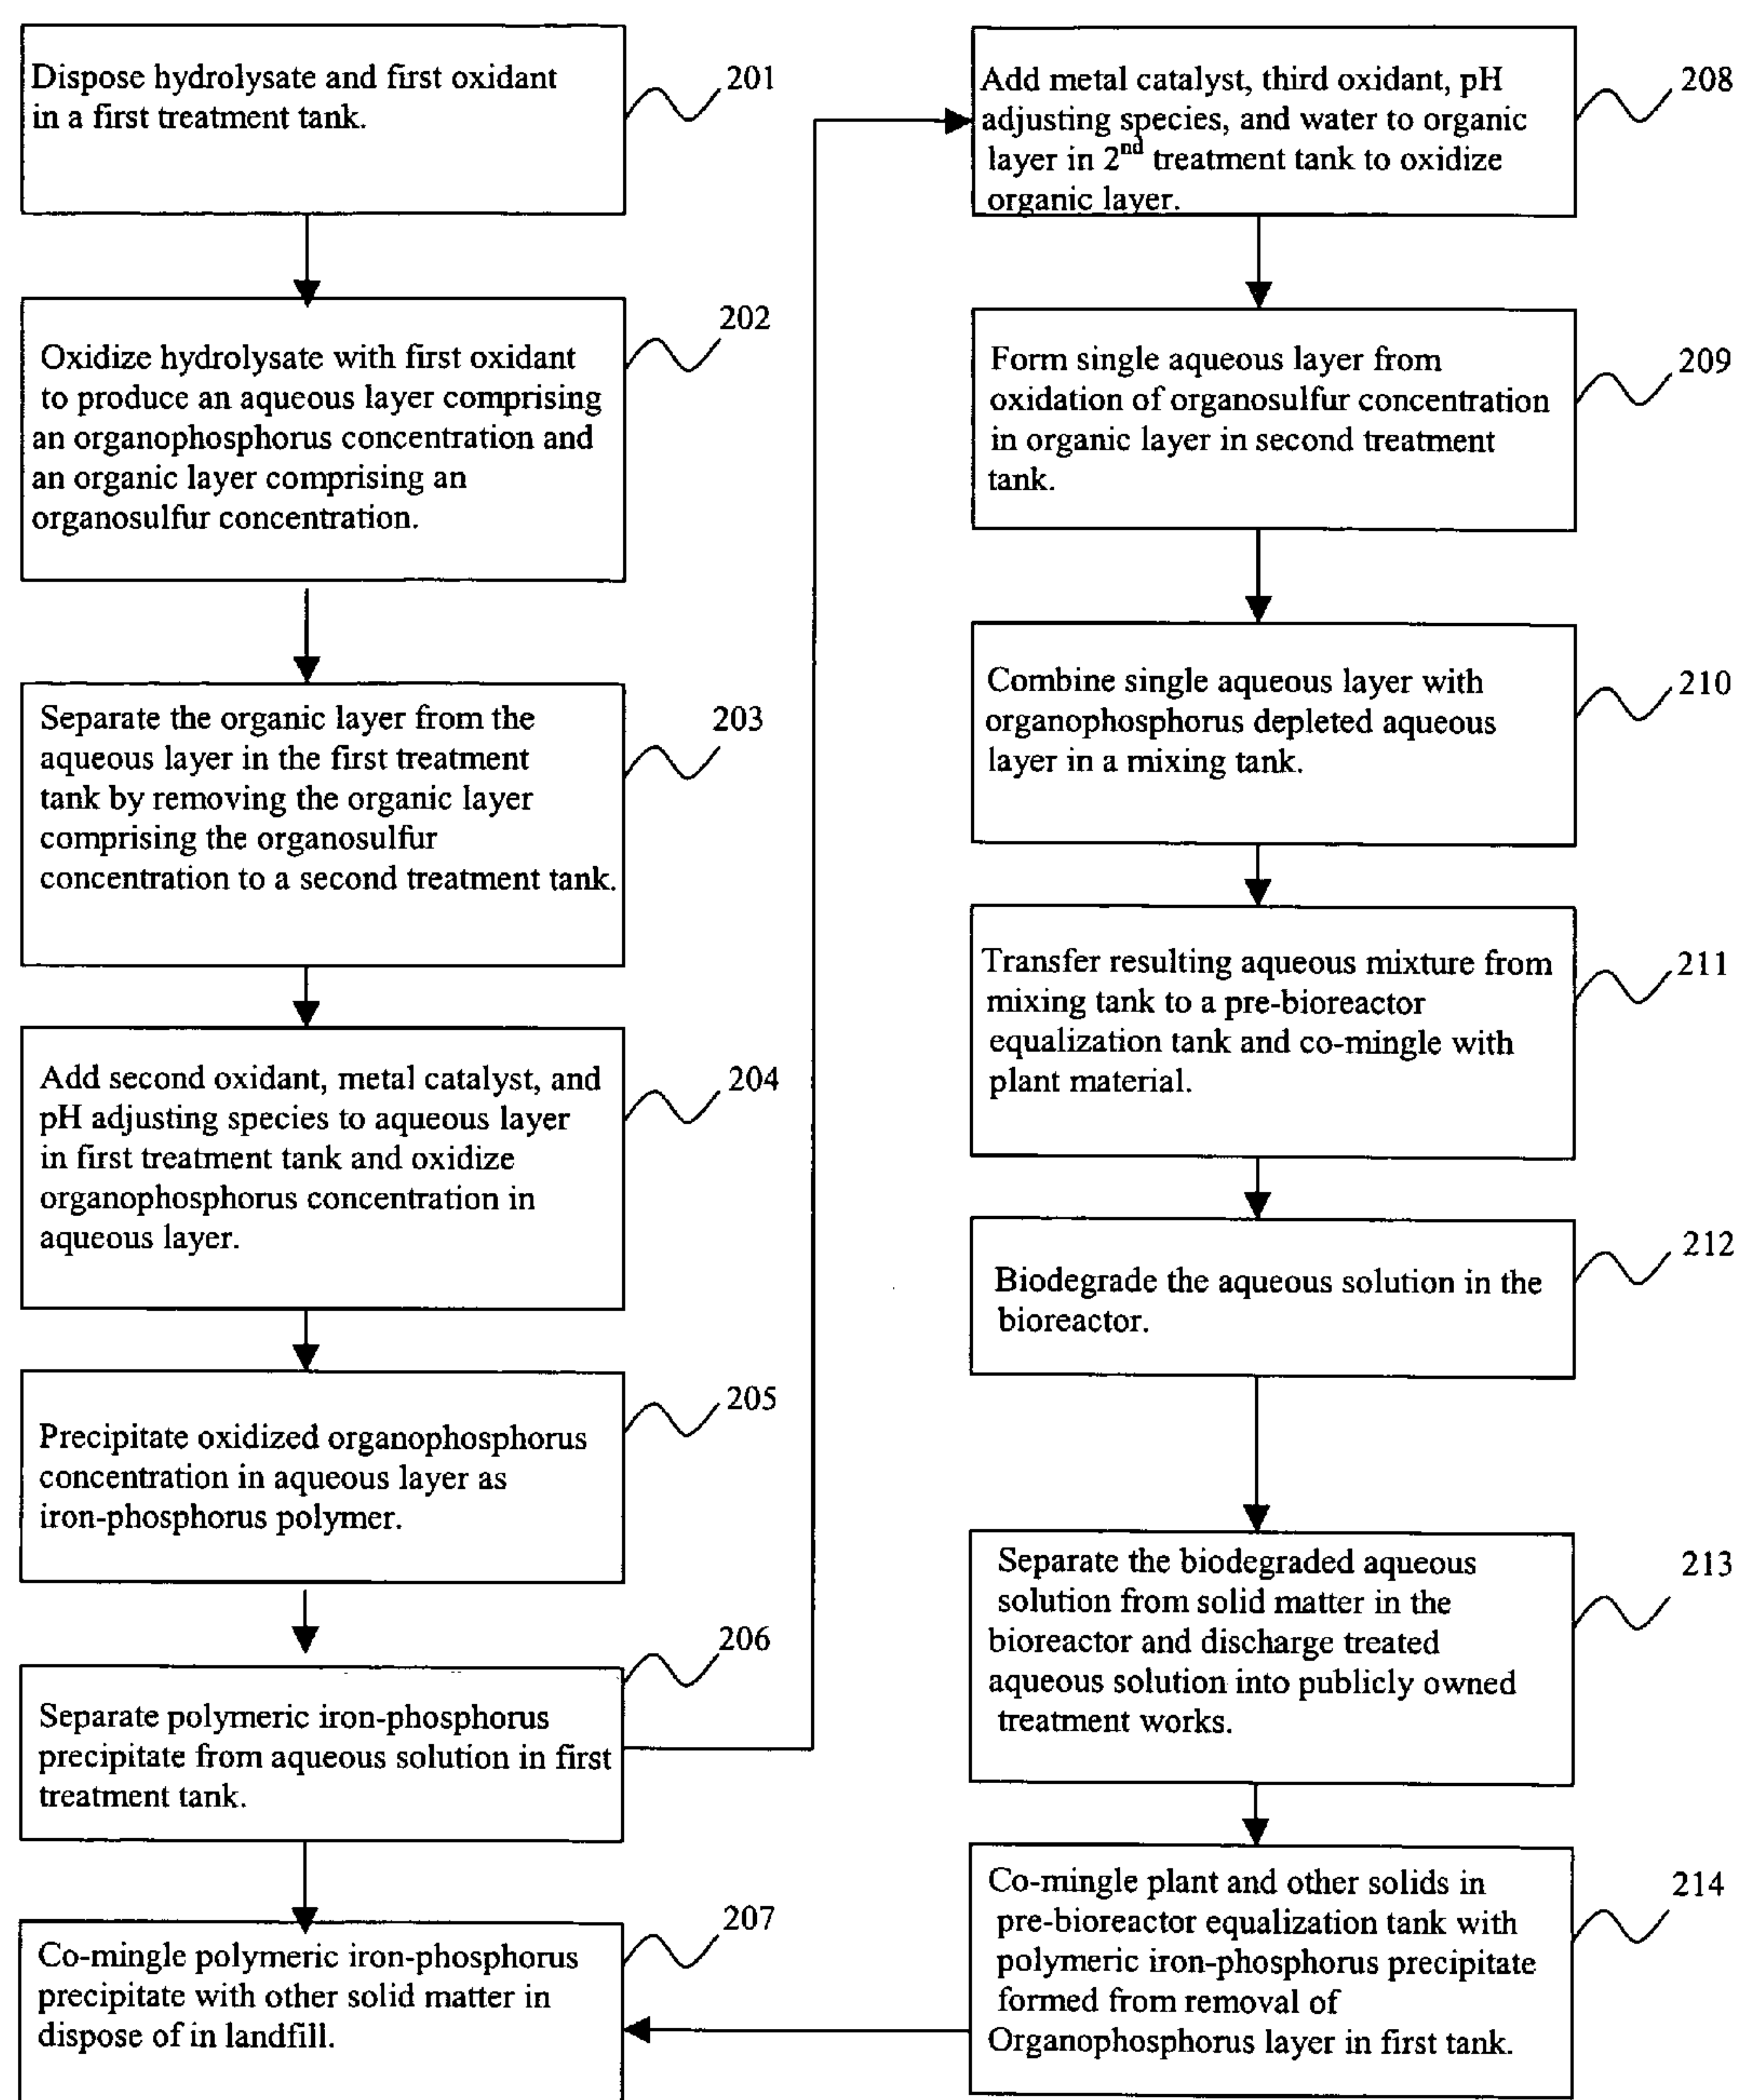 Dispose hydrolysate and first oxidant
in a first treatment tank.
201
Oxidize hydrolysate with first oxidant
to produce an aqueous layer comprising
an organophosphorus concentration and
an organic layer comprising an
organosulfur concentration.
202
Separate the organic layer from the
aqueous layer in the first treatment
tank by removing the organic layer
comprising the organosulfur
concentration to a second treatment tank.
203
Add second oxidant, metal catalyst, and
pH adjusting species to aqueous layer
in first treatment tank and oxidize
organophosphorus concentration in
aqueous layer.
204
Precipitate oxidized organophosphorus
concentration in aqueous layer as
iron-phosphorus polymer.
205
Separate polymeric iron-phosphorus
precipitate from aqueous solution in first
treatment tank.
206
Co-mingle polymeric iron-phosphorus
precipitate with other solid matter in
dispose of in landfill.
207
Add metal catalyst, third oxidant, pH
adjusting species, and water to organic
layer in 2nd treatment tank to oxidize
organic layer.
208
Form single aqueous layer from
oxidation of organosulfur concentration
in organic layer in second treatment
tank.
209
Combine single aqueous layer with
organophosphorus depleted aqueous
layer in a mixing tank.
210
Transfer resulting aqueous mixture from
mixing tank to a pre-bioreactor
equalization tank and co-mingle with
plant material.
211
Biodegrade the aqueous solution in the
bioreactor.
212
Separate the biodegraded aqueous
solution from solid matter in the
bioreactor and discharge treated
aqueous solution into publicly owned
treatment works.
213
Co-mingle plant and other solids in
pre-bioreactor equalization tank with
polymeric iron-phosphorus precipitate
formed from removal of
Organophosphorus layer in first tank.
214